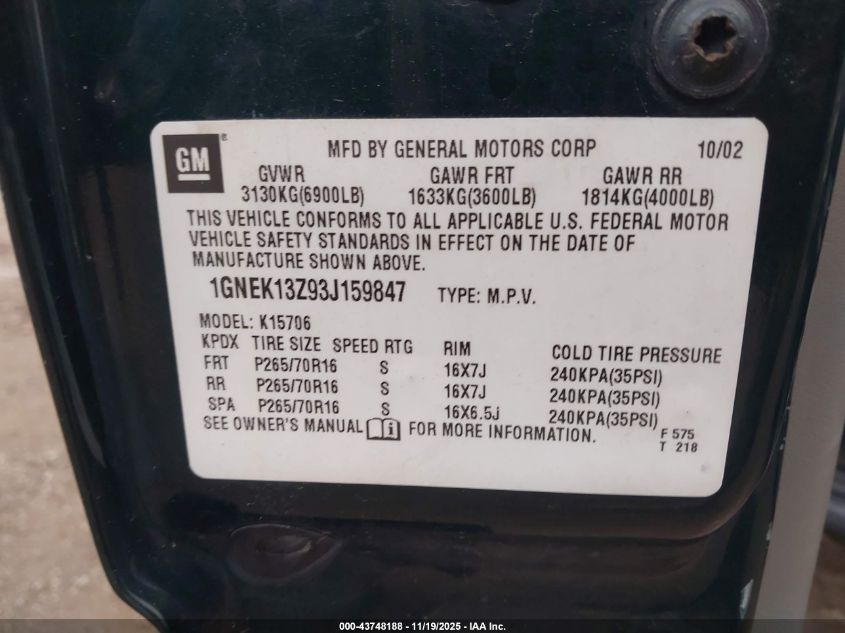 GM® MFD BY GENERAL MOTORS CORP 10/02
GVWR GAWR FRT GAWR RR
3130KG(6900LB) 1633KG(3600LB) 1814KG(4000LB)
THIS VEHICLE CONFORMS TO ALL APPLICABLE U.S. FEDERAL MOTOR
VEHICLE SAFETY STANDARDS IN EFFECT ON THE DATE OF
MANUFACTURE SHOWN ABOVE.
1GNEK13Z93J159847 TYPE: M.P.V.
MODEL: K15706
KPDX TIRE SIZE SPEED RTG RIM COLD TIRE PRESSURE
FRT P265/70R16 S 16X7J 240KPA(35PSI)
RR P265/70R16 S 16X7J 240KPA(35PSI)
SPA P265/70R16 S 16X6.5J 240KPA(35PSI)
SEE OWNER'S MANUAL FOR MORE INFORMATION.
F 575
T 218
000-43748188 - 11/19/2025 - IAA Inc.